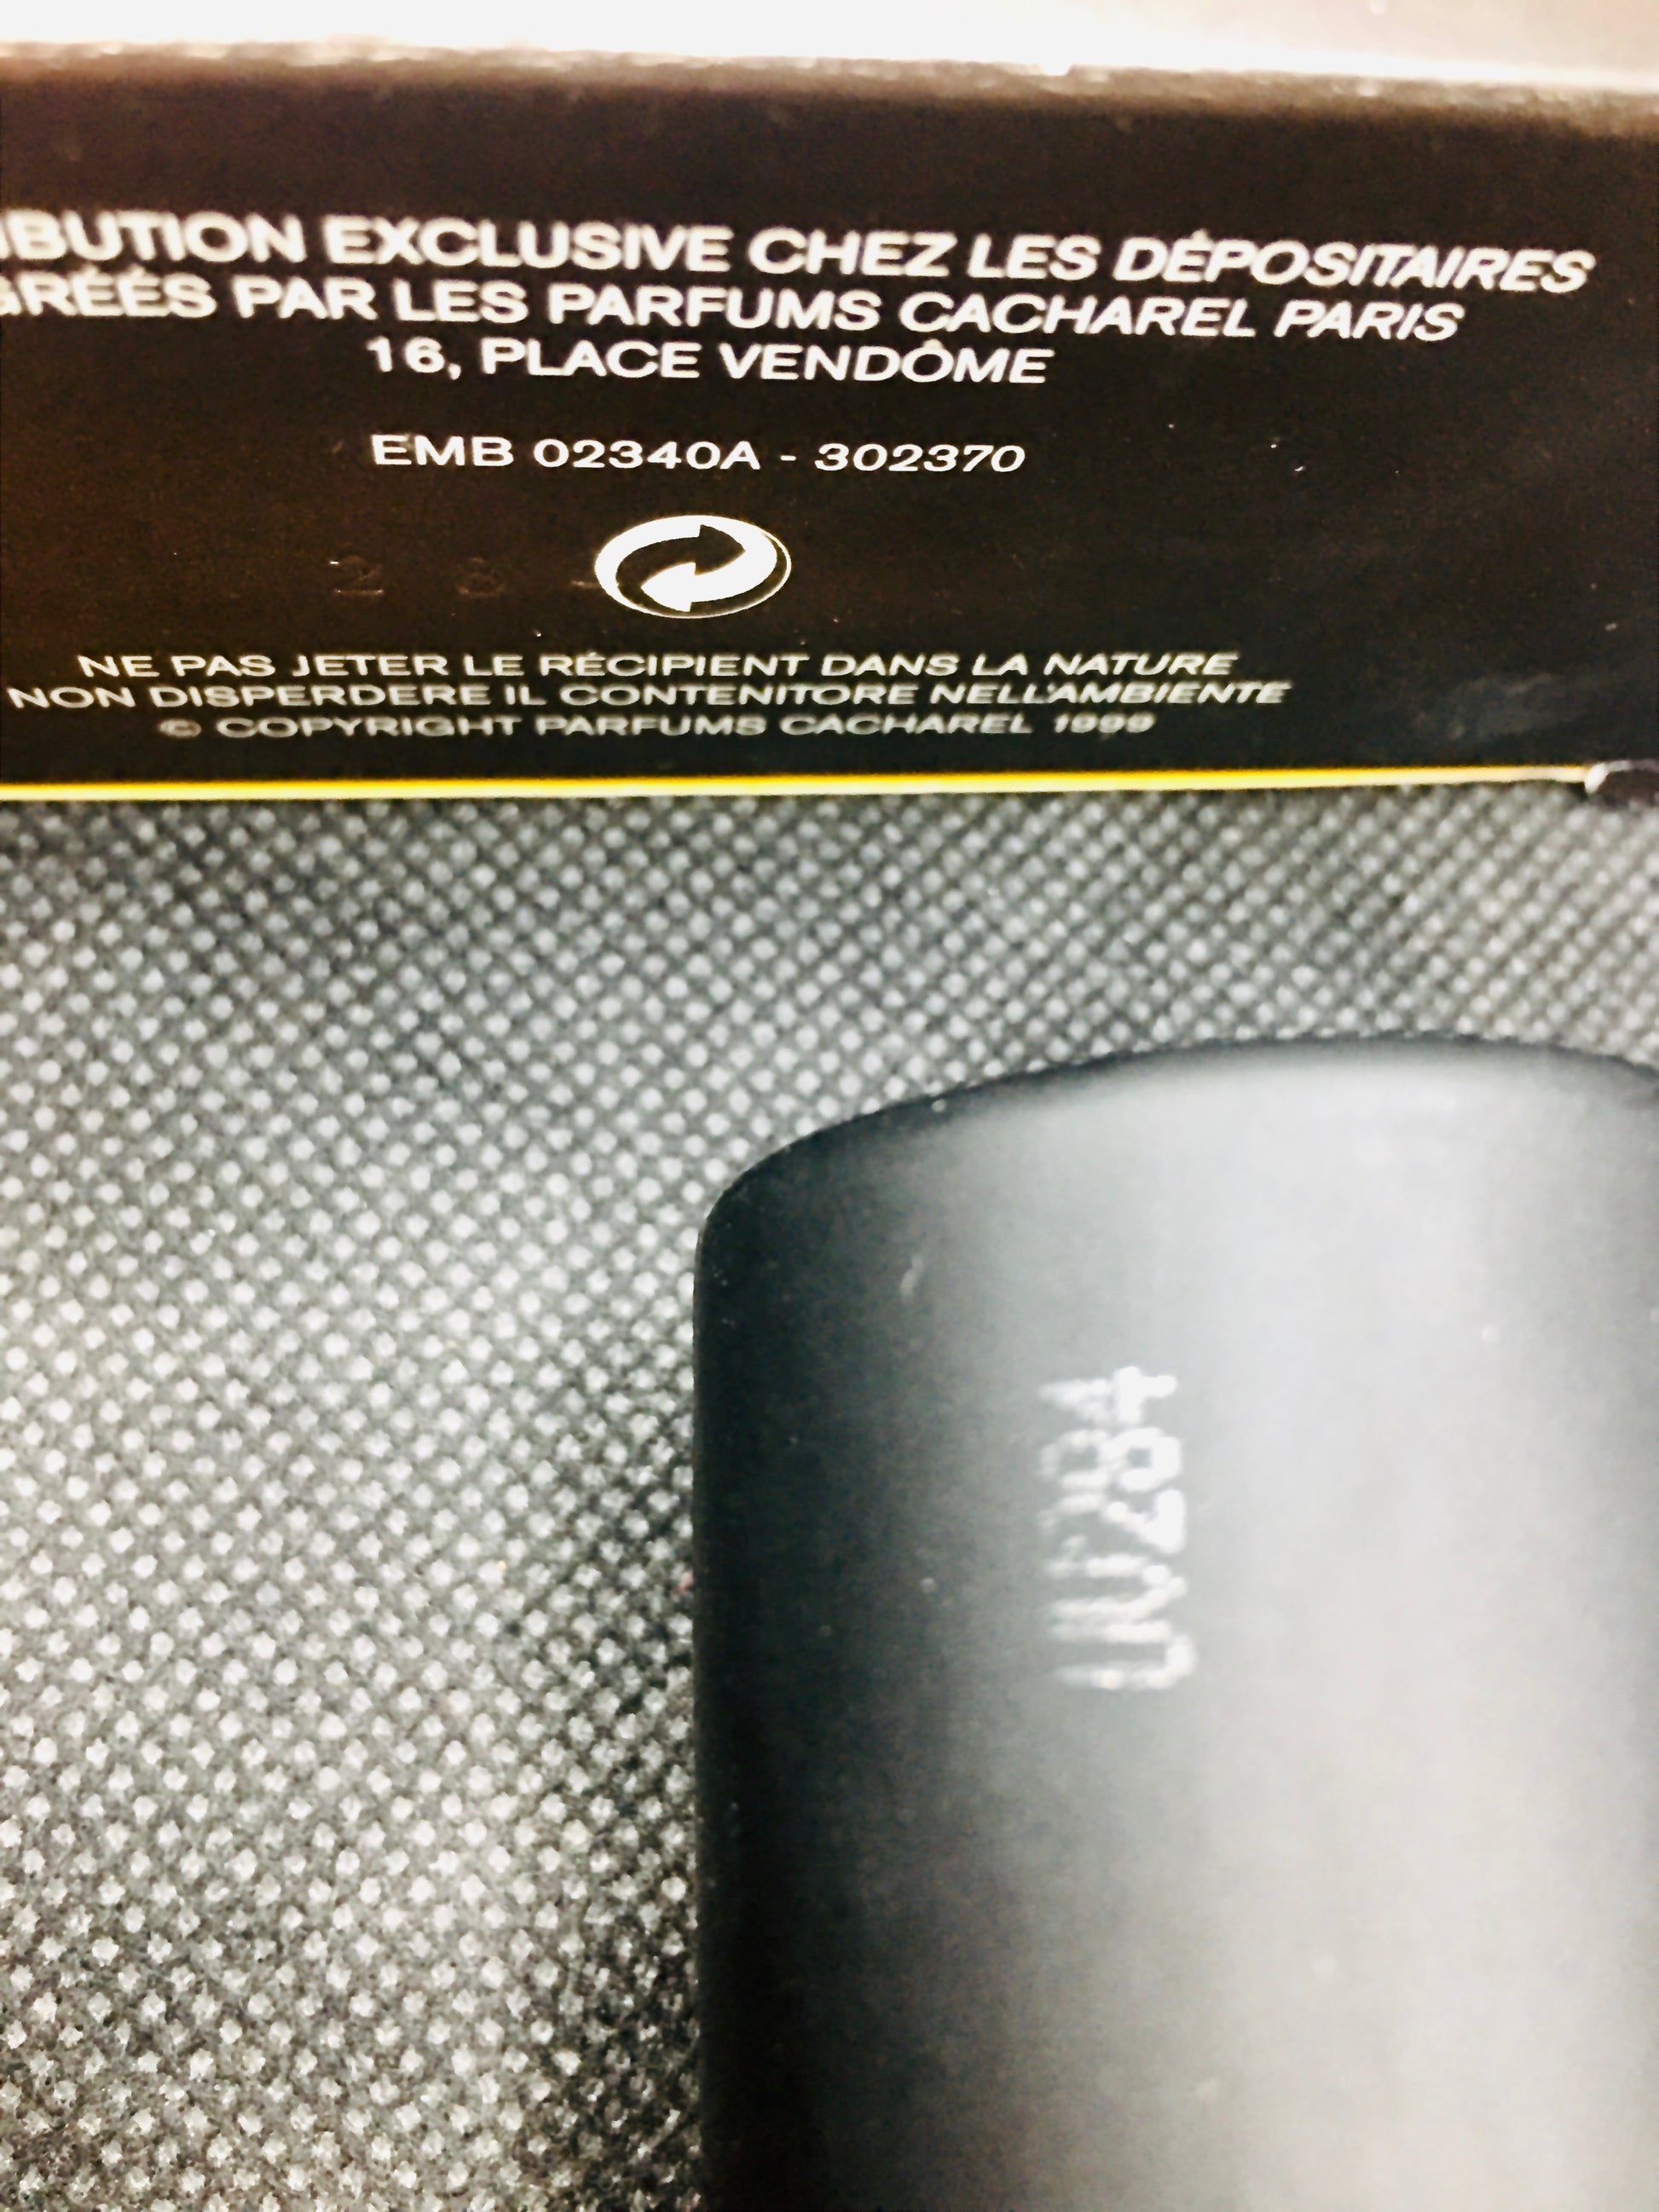 IBUTION EXCLUSIVE CHEZ LES DÉPOSITAIRES
GRÉÉS PAR LES PARFUMS CACHAREL PARIS
16, PLACE VENDÔME
EMB 02340A - 302370
NE PAS JETER LE RÉCIPIENT DANS LA NATURE
NON DISPERDERE IL CONTENITORE NELL'AMBIENTE
© COPYRIGHT PARFUMS CACHAREL 1999